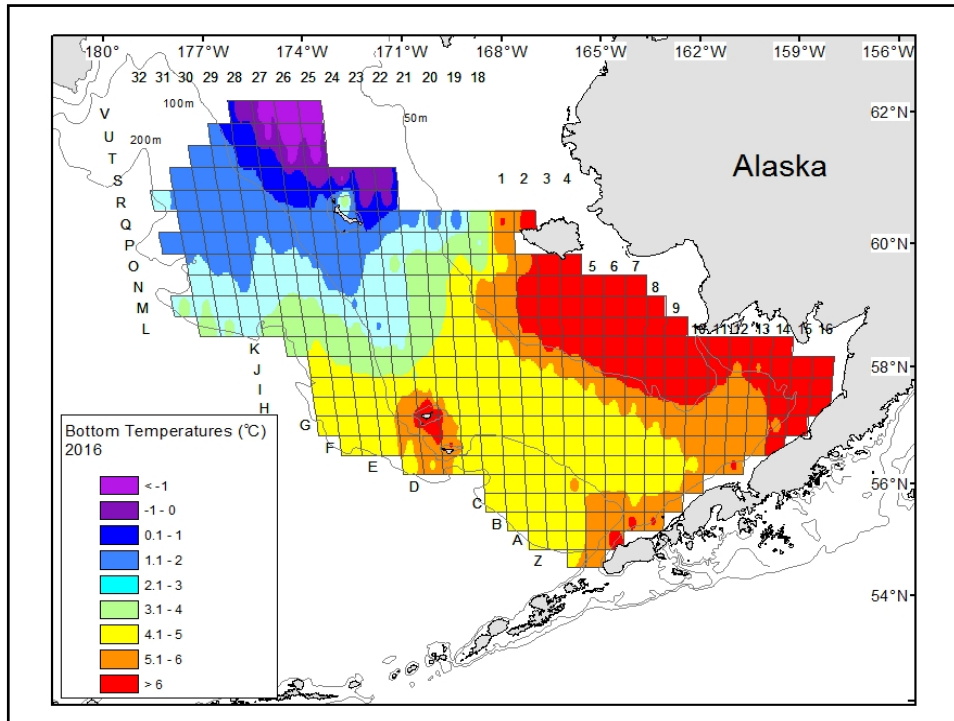 180° 177°W 174°W 171°W 168°W 165°W 162°W 159°W 156°W
32 31 30 29 28 27 26 25 24 23 22 21 20 19 18
100m
V
50m
62°N
U
200m
T
Alaska
S
1 2 3 4
R
Q
P
60°N
O
5 6 7
N
8
M
9
L
10 11 12 13 14 15 16
K
J
58°N
I
H
G
F
E
D
56°N
C
B
A
Z
54°N
Bottom Temperatures (°C)
2016
< -1
-1 - 0
0.1 - 1
1.1 - 2
2.1 - 3
3.1 - 4
4.1 - 5
5.1 - 6
> 6